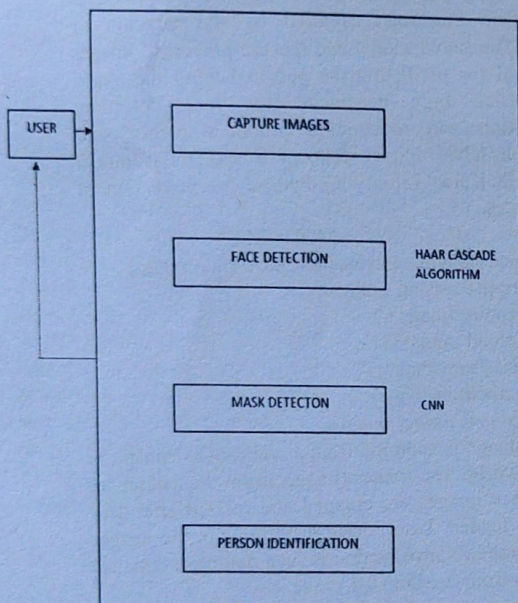 USER
CAPTURE IMAGES
FACE DETECTION
HAAR CASCADE
ALGORITHM
MASK DETECTON
CNN
PERSON IDENTIFICATION